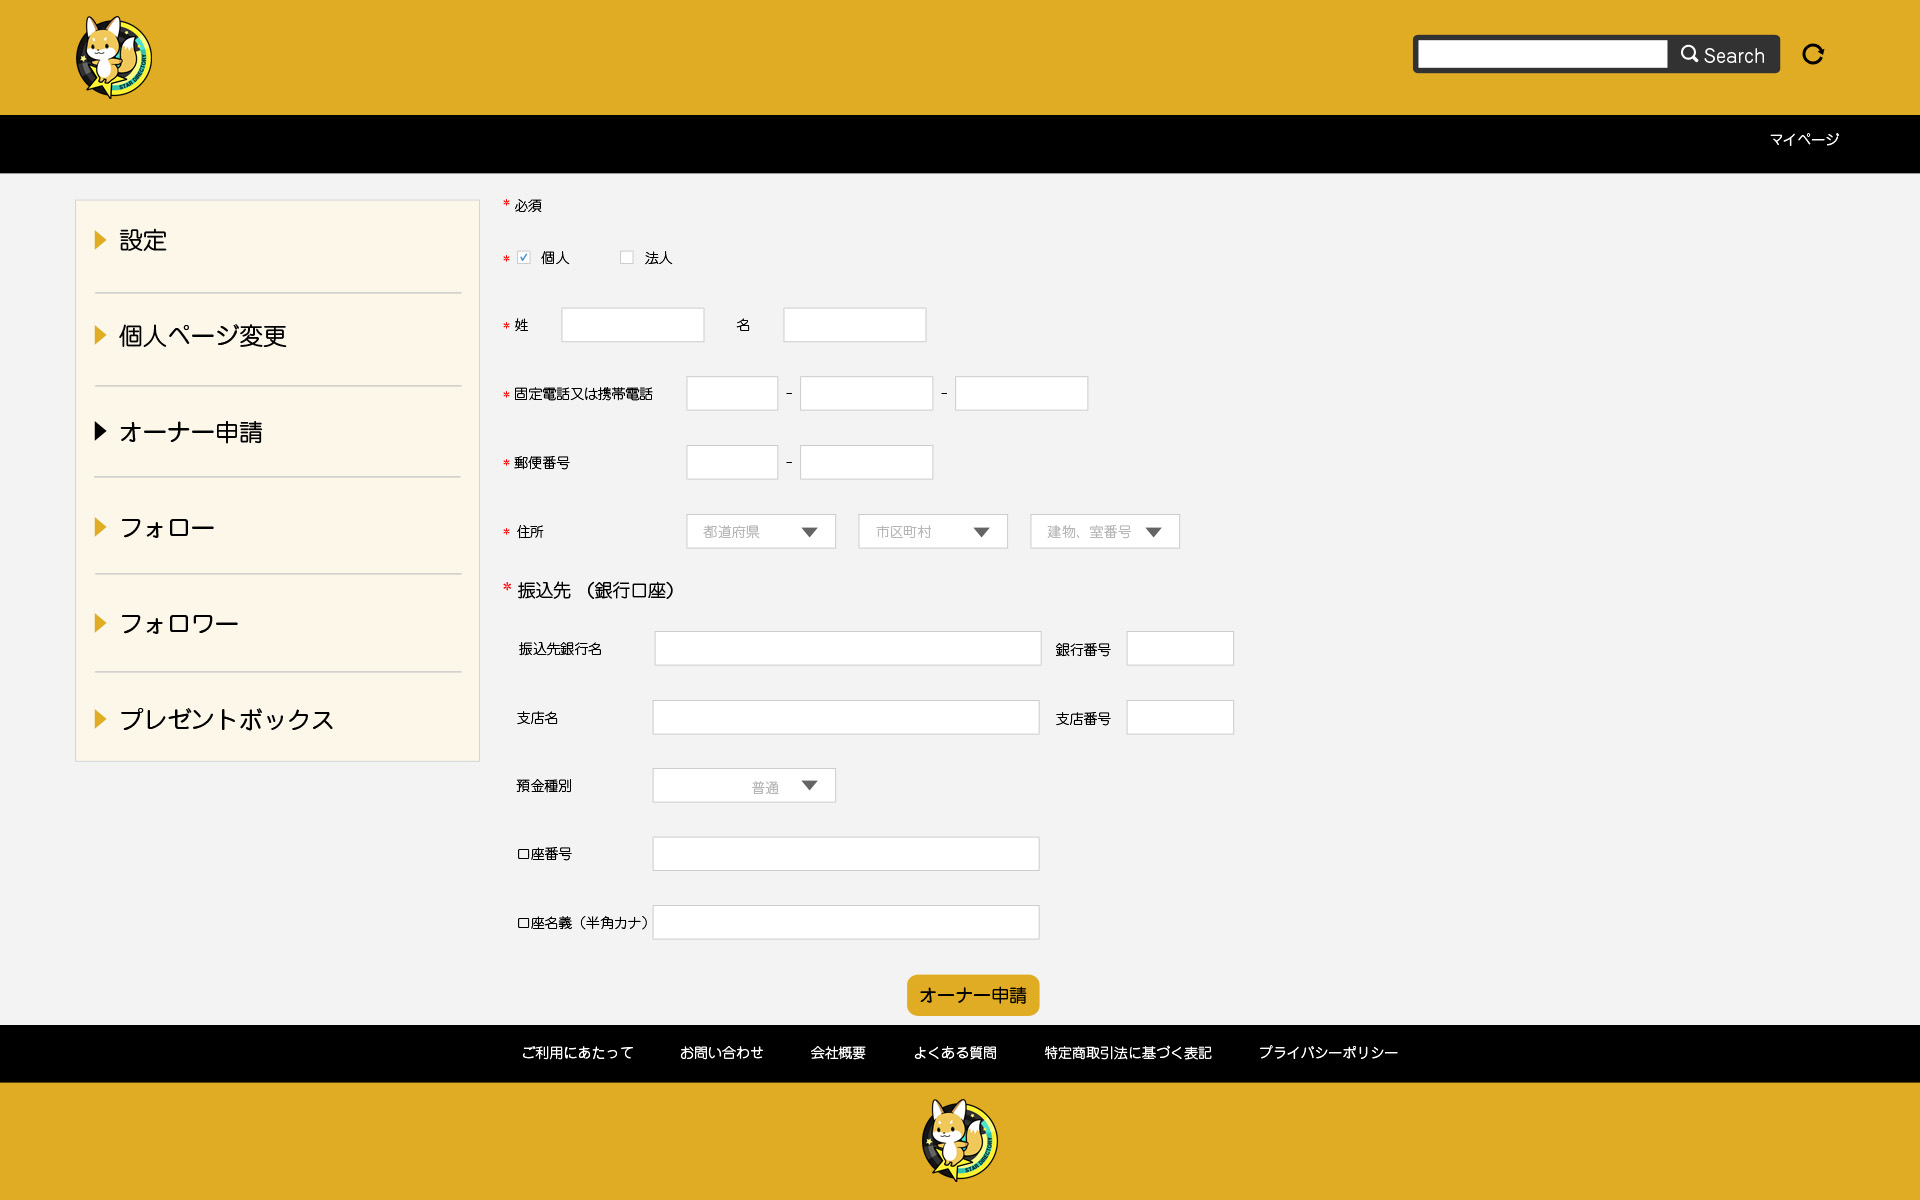 STAR DIRECTORY
Search
マイページ
設定
個人ページ変更
オーナー申請
フォロー
フォロワー
プレゼントボックス
* 必須
* 個人 法人
* 姓 名
* 固定電話又は携帯電話 - -
* 郵便番号 -
* 住所 都道府県 市区町村 建物、室番号
* 振込先 (銀行口座)
振込先銀行名 銀行番号
支店名 支店番号
預金種別 普通
口座番号
口座名義（半角カナ）
オーナー申請
ご利用にあたって お問い合わせ 会社概要 よくある質問 特定商取引法に基づく表記 プライバシーポリシー
STAR DIRECTORY